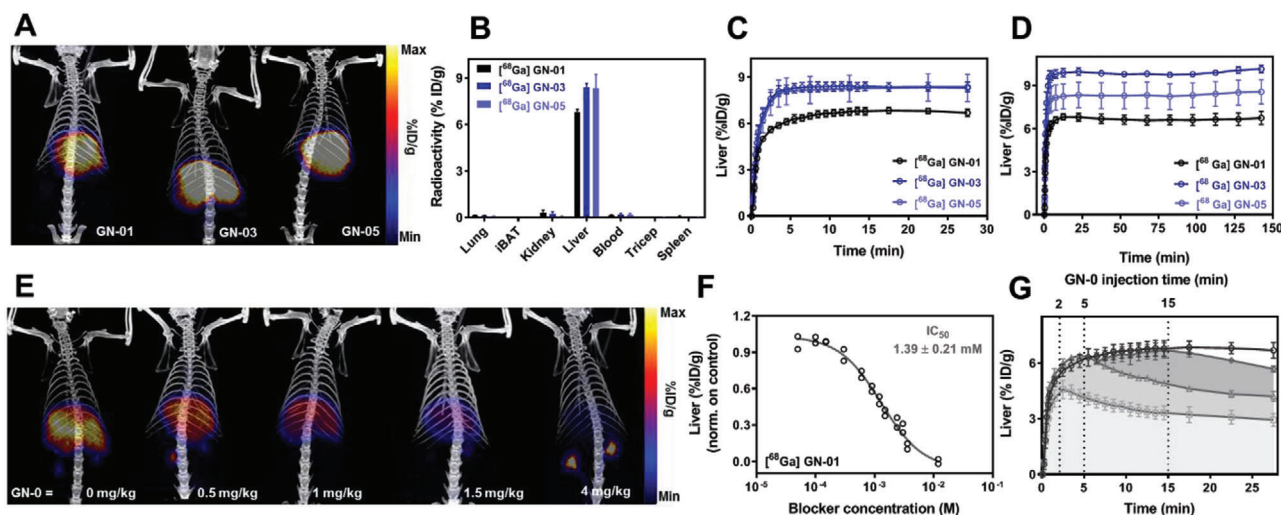 A
Max
%ID/g
Min
GN-01
GN-03
GN-05
B
Radioactivity (% ID/g)
9
6
3
0
[⁶⁸Ga] GN-01
[⁶⁸Ga] GN-03
[⁶⁸Ga] GN-05
Lung
iBAT
Kidney
Liver
Blood
Tricep
Spleen
C
Liver (%ID/g)
9
6
3
0
[⁶⁸Ga] GN-01
[⁶⁸Ga] GN-03
[⁶⁸Ga] GN-05
0 5 10 15 20 25 30
Time (min)
D
Liver (%ID/g)
9
6
3
0
[⁶⁸Ga] GN-01
[⁶⁸Ga] GN-03
[⁶⁸Ga] GN-05
0 25 50 75 100 125 150
Time (min)
E
Max
%ID/g
Min
GN-0 = 0 mg/kg 0.5 mg/kg 1 mg/kg 1.5 mg/kg 4 mg/kg
F
Liver (%ID/g)
(norm. on control)
1.2
0.9
0.6
0.3
0.0
IC₅₀
1.39 ± 0.21 mM
[⁶⁸Ga] GN-01
10⁻⁵ 10⁻⁴ 10⁻³ 10⁻² 10⁻¹
Blocker concentration (M)
GN-0 injection time (min)
G
2 5 15
Liver (% ID/g)
6
3
0
0 5 10 15 20 25
Time (min)